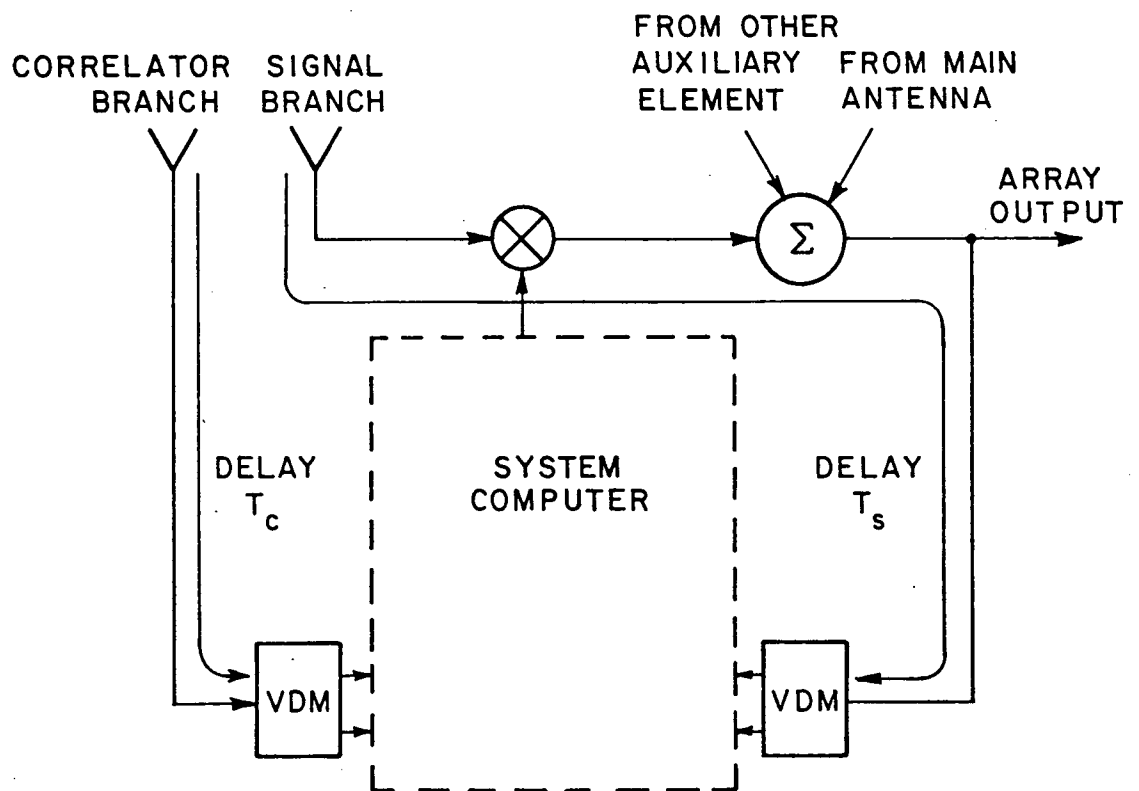 CORRELATOR
BRANCH
SIGNAL
BRANCH
FROM OTHER
AUXILIARY
ELEMENT
FROM MAIN
ANTENNA
ARRAY
OUTPUT
Σ
DELAY
Tc
SYSTEM
COMPUTER
DELAY
Ts
VDM
VDM